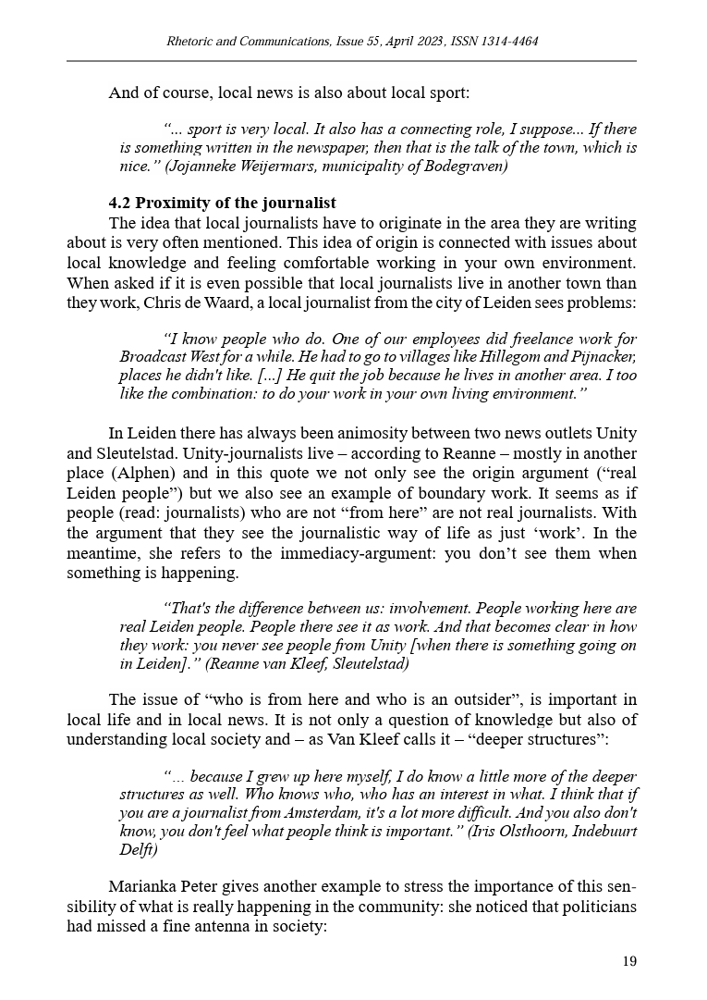 Rhetoric and Communications, Issue 55, April 2023, ISSN 1314-4464
And of course, local news is also about local sport:
“... sport is very local. It also has a connecting role, I suppose... If there
is something written in the newspaper, then that is the talk of the town, which is
nice.” (Jojanneke Weijermars, municipality of Bodegraven)
4.2 Proximity of the journalist
The idea that local journalists have to originate in the area they are writing
about is very often mentioned. This idea of origin is connected with issues about
local knowledge and feeling comfortable working in your own environment.
When asked if it is even possible that local journalists live in another town than
they work, Chris de Waard, a local journalist from the city of Leiden sees problems:
“I know people who do. One of our employees did freelance work for
Broadcast West for a while. He had to go to villages like Hillegom and Pijnacker,
places he didn't like. [...] He quit the job because he lives in another area. I too
like the combination: to do your work in your own living environment.”
In Leiden there has always been animosity between two news outlets Unity
and Sleutelstad. Unity-journalists live – according to Reanne – mostly in another
place (Alphen) and in this quote we not only see the origin argument (“real
Leiden people”) but we also see an example of boundary work. It seems as if
people (read: journalists) who are not “from here” are not real journalists. With
the argument that they see the journalistic way of life as just ‘work’. In the
meantime, she refers to the immediacy-argument: you don’t see them when
something is happening.
“That's the difference between us: involvement. People working here are
real Leiden people. People there see it as work. And that becomes clear in how
they work: you never see people from Unity [when there is something going on
in Leiden].” (Reanne van Kleef, Sleutelstad)
The issue of “who is from here and who is an outsider”, is important in
local life and in local news. It is not only a question of knowledge but also of
understanding local society and – as Van Kleef calls it – “deeper structures”:
“… because I grew up here myself, I do know a little more of the deeper
structures as well. Who knows who, who has an interest in what. I think that if
you are a journalist from Amsterdam, it's a lot more difficult. And you also don't
know, you don't feel what people think is important.” (Iris Olsthoorn, Indebuurt
Delft)
Marianka Peter gives another example to stress the importance of this sen-
sibility of what is really happening in the community: she noticed that politicians
had missed a fine antenna in society:
19